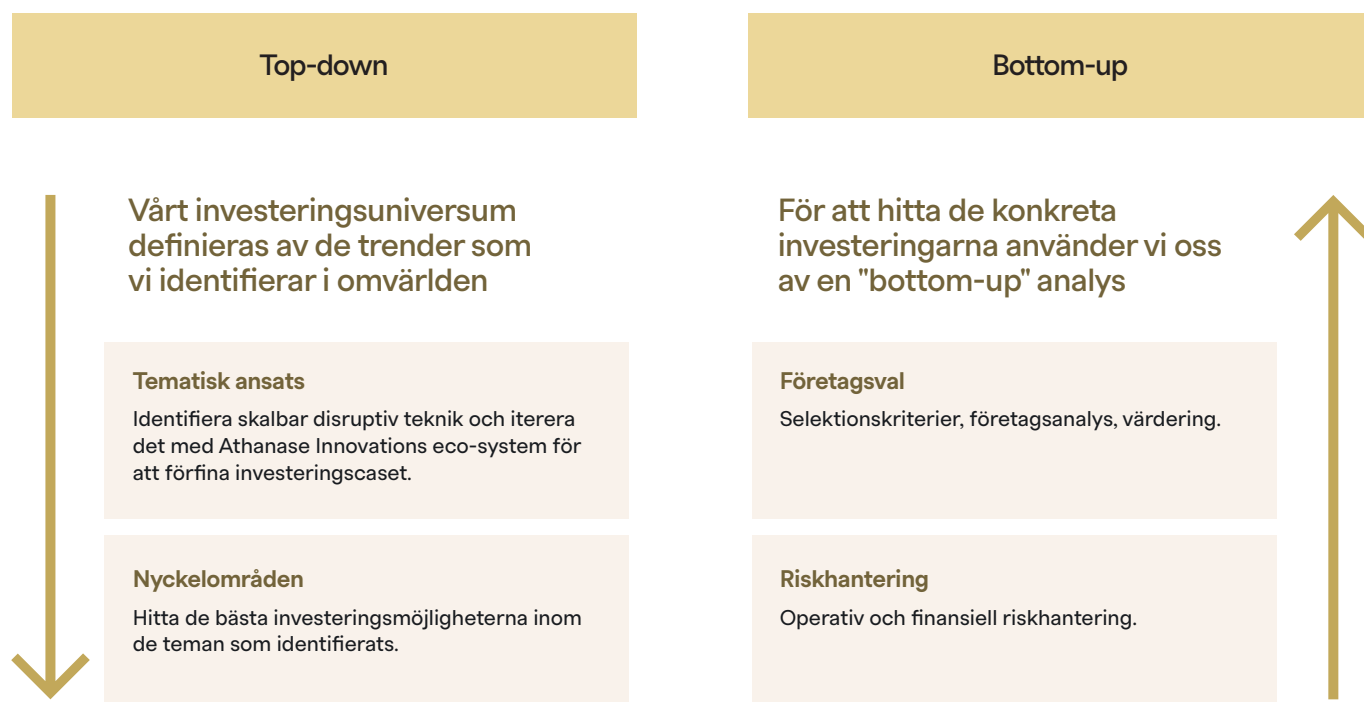 Top-down
Vårt investeringsuniversum
definieras av de trender som
vi identifierar i omvärlden
Tematisk ansats
Identifiera skalbar disruptiv teknik och iterera
det med Athanase Innovations eco-system för
att förfina investeringscaset.
Nyckelområden
Hitta de bästa investeringsmöjligheterna inom
de teman som identifierats.
Bottom-up
För att hitta de konkreta
investeringarna använder vi oss
av en "bottom-up" analys
Företagsval
Selektionskriterier, företagsanalys, värdering.
Riskhantering
Operativ och finansiell riskhantering.